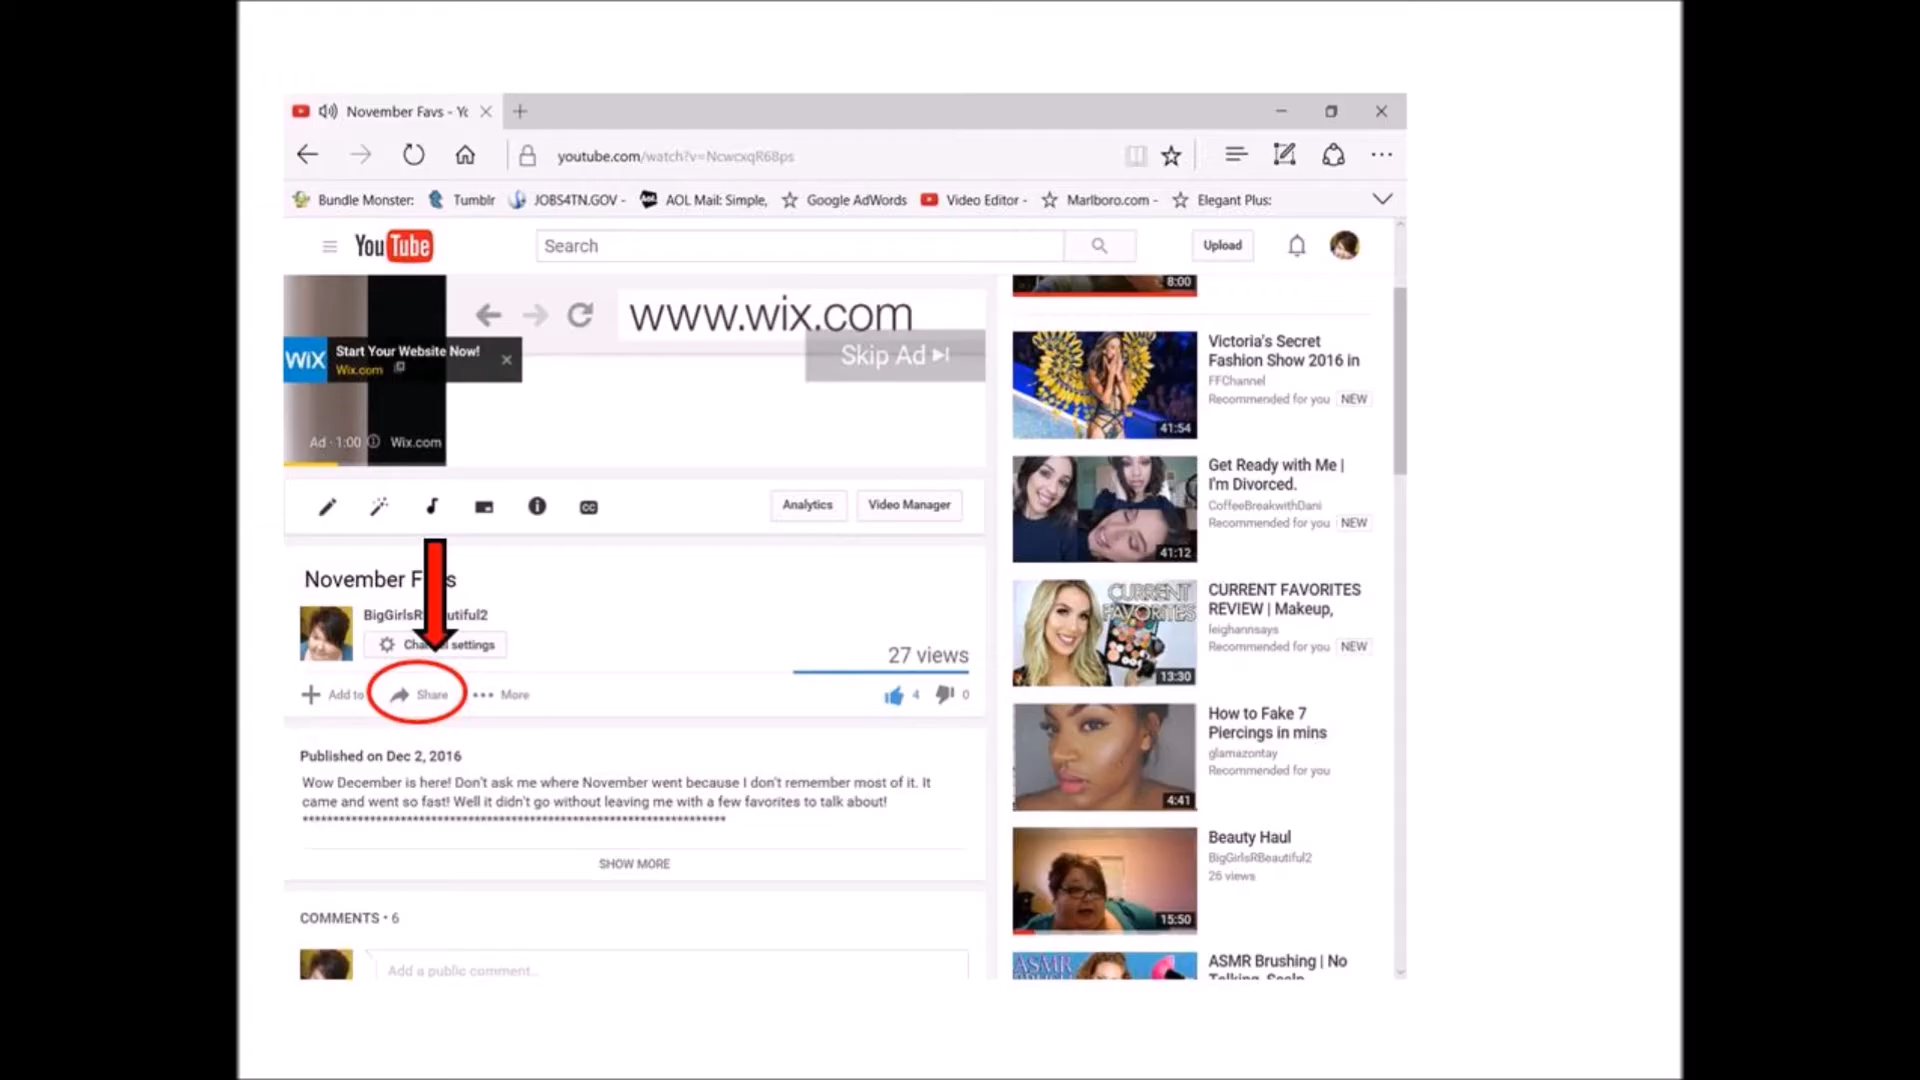 November Favs - Yo
youtube.com/watch?v=NcwcxqR68ps
Bundle Monster: Tumblr JOBS4TN.GOV - AOL Mail: Simple, Google AdWords Video Editor - Marlboro.com - Elegant Plus:
YouTube
Search
Upload
www.wix.com
Skip Ad
WiX
Start Your Website Now!
Wix.com
Ad · 1:00 Wix.com
Analytics Video Manager
November
BigGirlsR
settings
27 views
Add to Share More
4 0
Published on Dec 2, 2016
Wow December is here! Don't ask me where November went because I don't remember most of it. It
came and went so fast! Well it didn't go without leaving me with a few favorites to talk about!
SHOW MORE
COMMENTS • 6
Add a public comment...
8:00
Victoria's Secret
Fashion Show 2016 in
FFChannel
Recommended for you NEW
41:54
Get Ready with Me |
I'm Divorced.
CoffeeBreakwithDani
Recommended for you NEW
41:12
CURRENT FAVORITES
CURRENT FAVORITES
REVIEW | Makeup,
leighannsays
Recommended for you NEW
13:30
How to Fake 7
Piercings in mins
glamazontay
Recommended for you
4:41
Beauty Haul
BigGirlsRBeautiful2
26 views
15:50
ASMR
ASMR Brushing | No